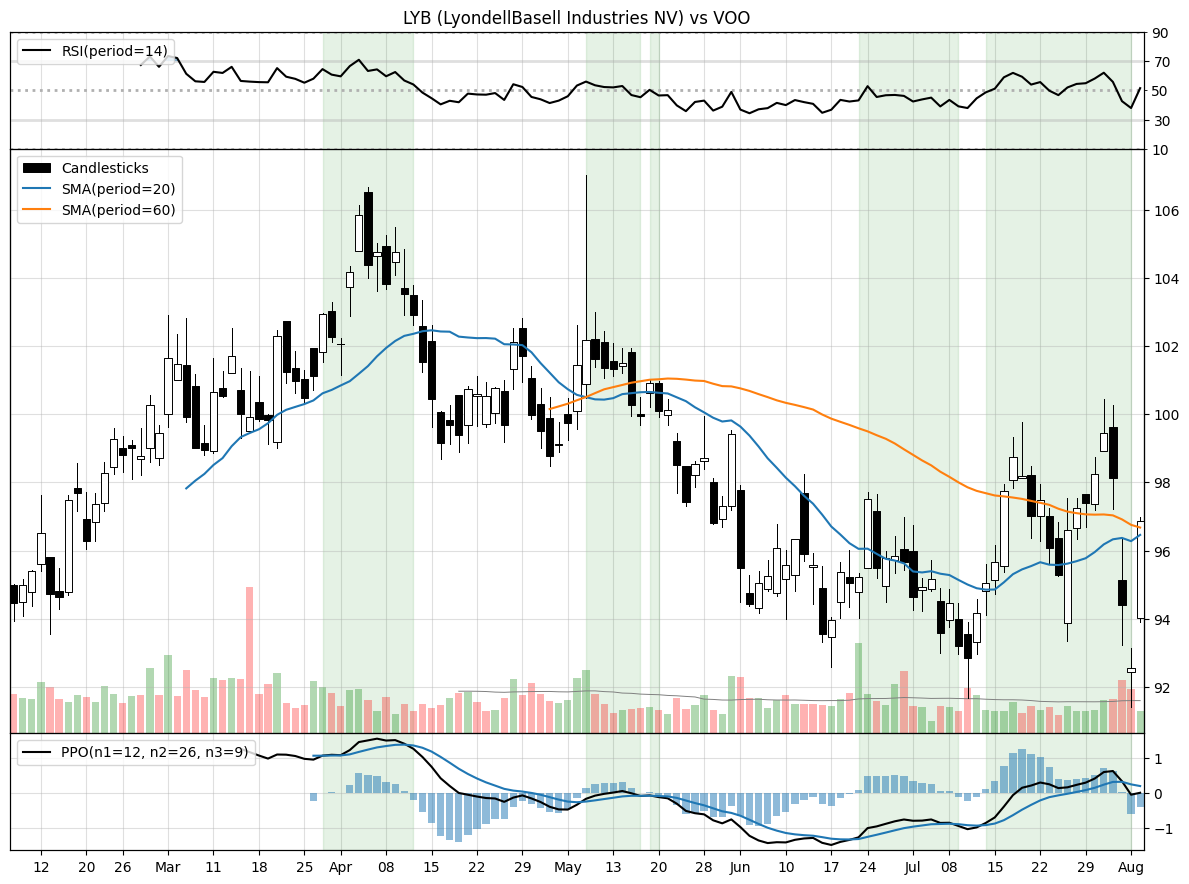 LYB (LyondellBasell Industries NV) vs VOO
RSI(period=14)
90
70
50
30
10
Candlesticks
SMA(period=20)
SMA(period=60)
106
104
102
100
98
96
94
92
PPO(n1=12, n2=26, n3=9)
1
0
−1
12 20 26 Mar 11 18 25 Apr 08 15 22 29 May 13 20 28 Jun 10 17 24 Jul 08 15 22 29 Aug